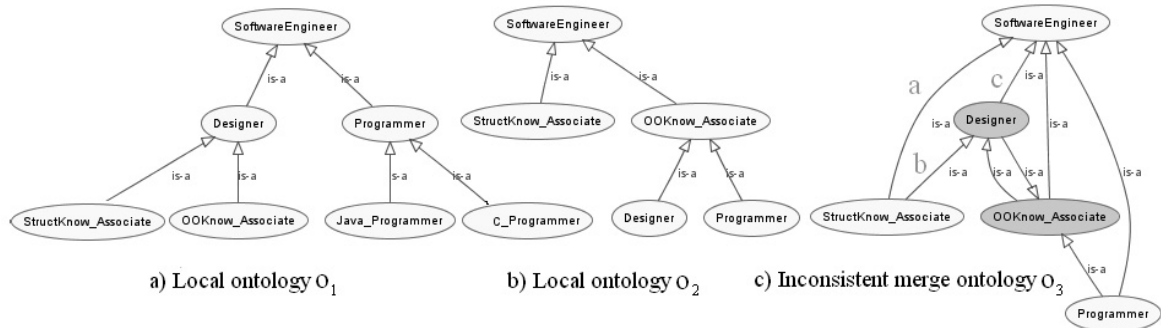 SoftwareEngineer
is-a
is-a
Designer
Programmer
is-a
is-a
s-a
is-a
StructKnow_Associate
OOKnow_Associate
Java_Programmer
C_Programmer
a) Local ontology O1
SoftwareEngineer
is-a
is-a
StructKnow_Associate
OOKnow_Associate
is-a
is-a
Designer
Programmer
b) Local ontology O2
SoftwareEngineer
a
c
is-a
Designer
is-a
is-a
b
is-a
is-a
is-a
is-a
StructKnow_Associate
OOKnow_Associate
is-a
Programmer
c) Inconsistent merge ontology O3